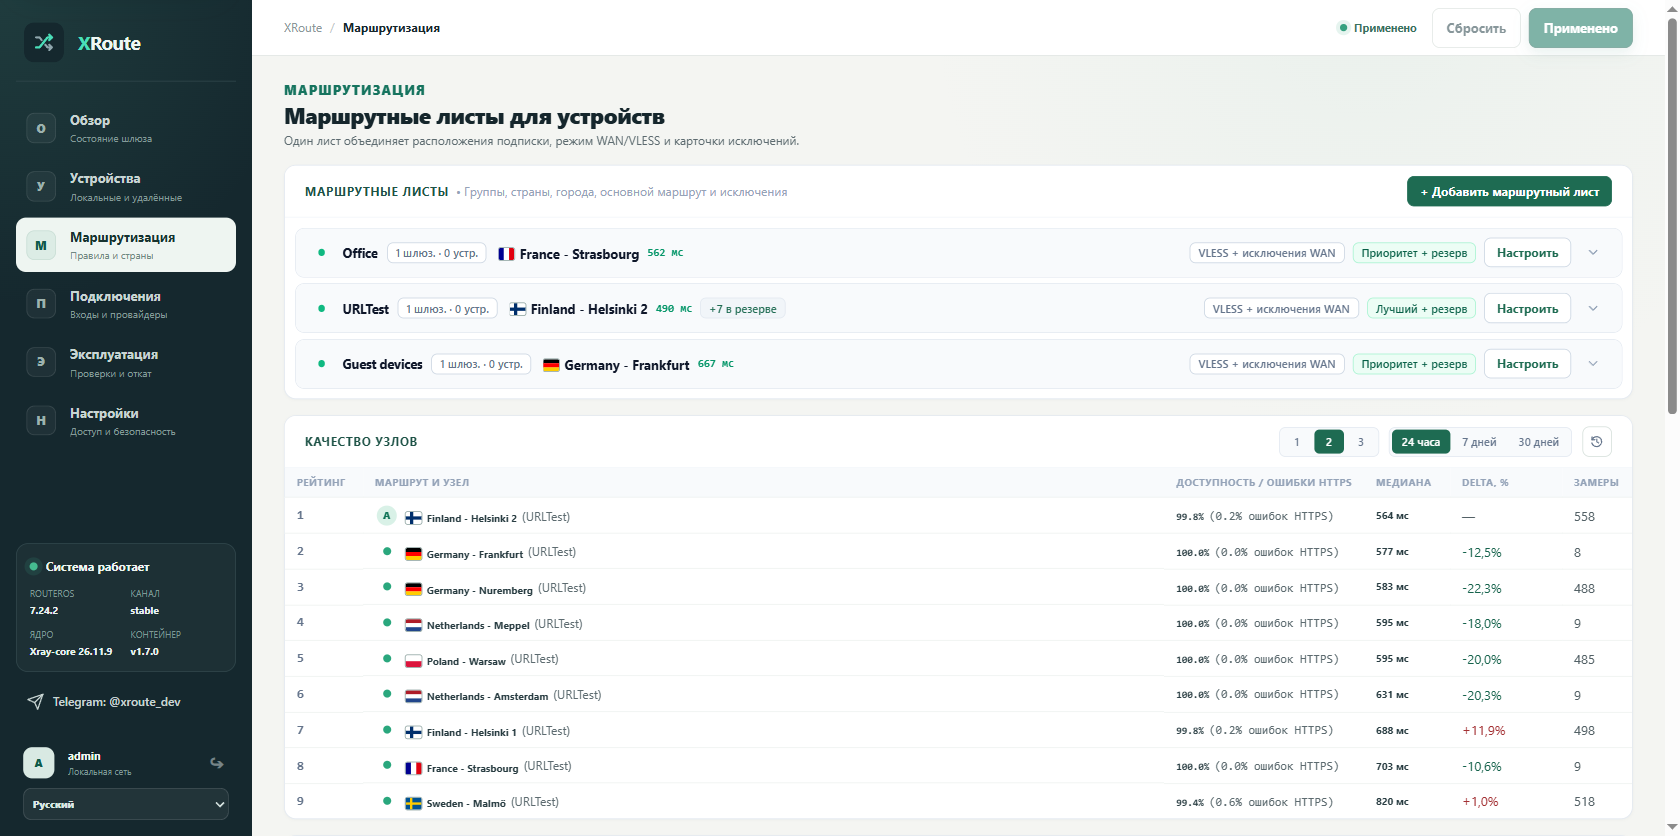 XRoute
XRoute / Маршрутизация
Применено
Сбросить
Применено
О
Обзор
Состояние шлюза
У
Устройства
Локальные и удалённые
М
Маршрутизация
Правила и страны
П
Подключения
Входы и провайдеры
Э
Эксплуатация
Проверки и откат
Н
Настройки
Доступ и безопасность
Система работает
ROUTEROS КАНАЛ
7.24.2 stable
ЯДРО КОНТЕЙНЕР
Xray-core 26.11.9 v1.7.0
Telegram: @xroute_dev
A
admin
Локальная сеть
Русский
МАРШРУТИЗАЦИЯ
Маршрутные листы для устройств
Один лист объединяет расположения подписки, режим WAN/VLESS и карточки исключений.
МАРШРУТНЫЕ ЛИСТЫ • Группы, страны, города, основной маршрут и исключения + Добавить маршрутный лист
Office 1 шлюз. · 0 устр. France - Strasbourg 562 мс VLESS + исключения WAN Приоритет + резерв Настроить
URLTest 1 шлюз. · 0 устр. Finland - Helsinki 2 490 мс +7 в резерве VLESS + исключения WAN Лучший + резерв Настроить
Guest devices 1 шлюз. · 0 устр. Germany - Frankfurt 667 мс VLESS + исключения WAN Приоритет + резерв Настроить
КАЧЕСТВО УЗЛОВ 1 2 3 24 часа 7 дней 30 дней
РЕЙТИНГ МАРШРУТ И УЗЕЛ ДОСТУПНОСТЬ / ОШИБКИ HTTPS МЕДИАНА DELTA, % ЗАМЕРЫ
1 A Finland - Helsinki 2 (URLTest) 99.8% (0.2% ошибок HTTPS) 564 мс — 558
2 Germany - Frankfurt (URLTest) 100.0% (0.0% ошибок HTTPS) 577 мс -12,5% 8
3 Germany - Nuremberg (URLTest) 100.0% (0.0% ошибок HTTPS) 583 мс -22,3% 488
4 Netherlands - Meppel (URLTest) 100.0% (0.0% ошибок HTTPS) 595 мс -18,0% 9
5 Poland - Warsaw (URLTest) 100.0% (0.0% ошибок HTTPS) 595 мс -20,0% 485
6 Netherlands - Amsterdam (URLTest) 100.0% (0.0% ошибок HTTPS) 631 мс -20,3% 9
7 Finland - Helsinki 1 (URLTest) 99.8% (0.2% ошибок HTTPS) 688 мс +11,9% 498
8 France - Strasbourg (URLTest) 100.0% (0.0% ошибок HTTPS) 703 мс -10,6% 9
9 Sweden - Malmö (URLTest) 99.4% (0.6% ошибок HTTPS) 820 мс +1,0% 518